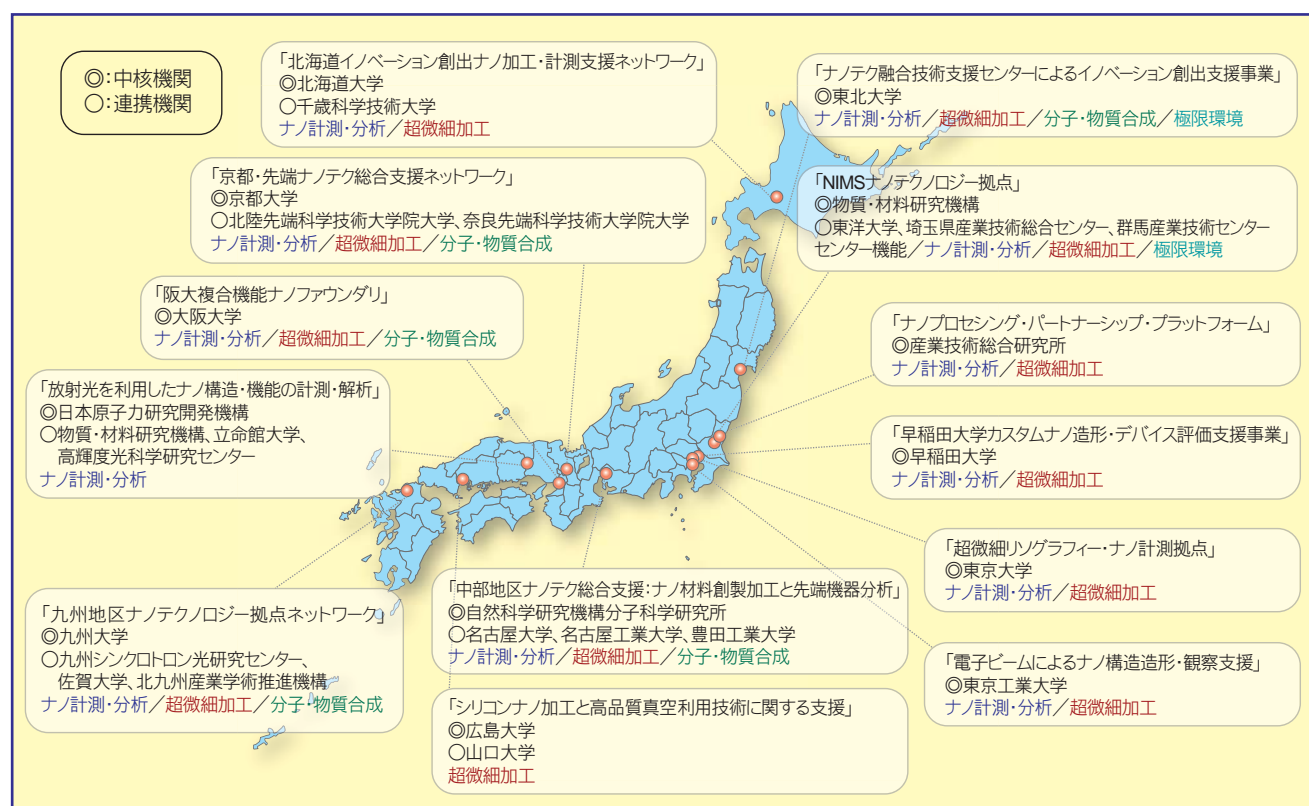 ◎:中核機関
○:連携機関
「北海道イノベーション創出ナノ加工・計測支援ネットワーク」
◎北海道大学
○千歳科学技術大学
ナノ計測・分析／超微細加工
「ナノテク融合技術支援センターによるイノベーション創出支援事業」
◎東北大学
ナノ計測・分析／超微細加工／分子・物質合成／極限環境
「京都・先端ナノテク総合支援ネットワーク」
◎京都大学
○北陸先端科学技術大学院大学、奈良先端科学技術大学院大学
ナノ計測・分析／超微細加工／分子・物質合成
「NIMSナノテクノロジー拠点」
◎物質・材料研究機構
○東洋大学、埼玉県産業技術総合センター、群馬産業技術センター
センター機能／ナノ計測・分析／超微細加工／極限環境
「阪大複合機能ナノファウンダリ」
◎大阪大学
ナノ計測・分析／超微細加工／分子・物質合成
「ナノプロセシング・パートナーシップ・プラットフォーム」
◎産業技術総合研究所
ナノ計測・分析／超微細加工
「放射光を利用したナノ構造・機能の計測・解析」
◎日本原子力研究開発機構
○物質・材料研究機構、立命館大学、
高輝度光科学研究センター
ナノ計測・分析
「早稲田大学カスタムナノ造形・デバイス評価支援事業」
◎早稲田大学
ナノ計測・分析／超微細加工
「超微細リソグラフィー・ナノ計測拠点」
◎東京大学
ナノ計測・分析／超微細加工
「九州地区ナノテクノロジー拠点ネットワーク」
◎九州大学
○九州シンクロトロン光研究センター、
佐賀大学、北九州産業学術推進機構
ナノ計測・分析／超微細加工／分子・物質合成
「中部地区ナノテク総合支援:ナノ材料創製加工と先端機器分析」
◎自然科学研究機構分子科学研究所
○名古屋大学、名古屋工業大学、豊田工業大学
ナノ計測・分析／超微細加工／分子・物質合成
「電子ビームによるナノ構造造形・観察支援」
◎東京工業大学
ナノ計測・分析／超微細加工
「シリコンナノ加工と高品質真空利用技術に関する支援」
◎広島大学
○山口大学
超微細加工